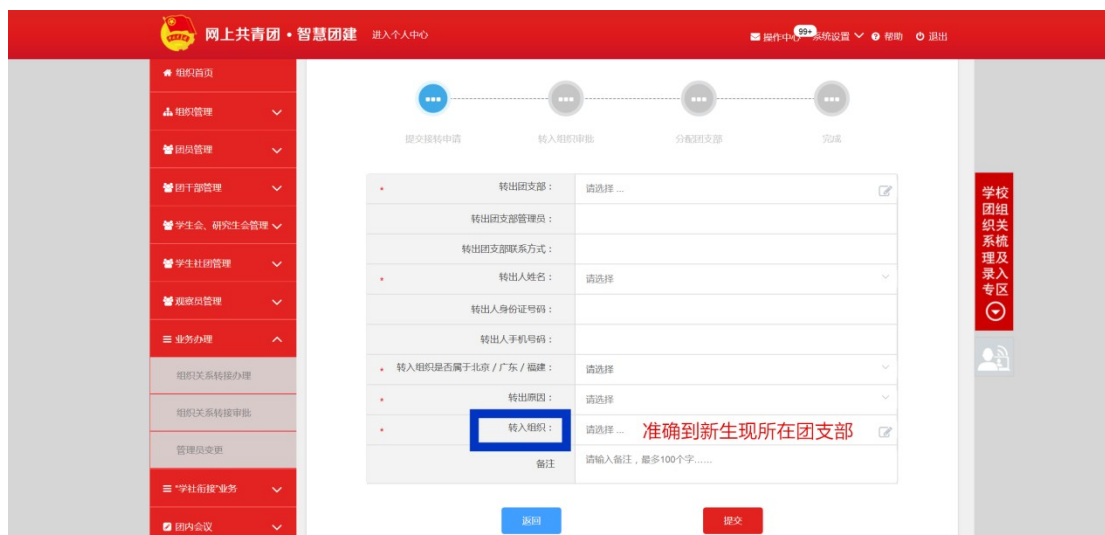 网上共青团·智慧团建 进入个人中心 操作中心 99+ 系统设置 帮助 退出
组织首页
组织管理
团员管理
团干部管理
学生会、研究生会管理
学生社团管理
观察员管理
业务办理
组织关系转接办理
组织关系转接审批
管理员变更
"学社衔接"业务
团内会议
提交接转申请 转入组织审批 分配团支部 完成
* 转出团支部： 请选择 ...
转出团支部管理员：
转出团支部联系方式：
* 转出人姓名： 请选择
转出人身份证号码：
转出人手机号码：
* 转入组织是否属于北京/广东/福建： 请选择
* 转出原因： 请选择
* 转入组织： 请选择 ... 准确到新生现所在团支部
备注 请输入备注，最多100个字……
返回 提交
学校
团组
织关
系梳
理及
录入
专区